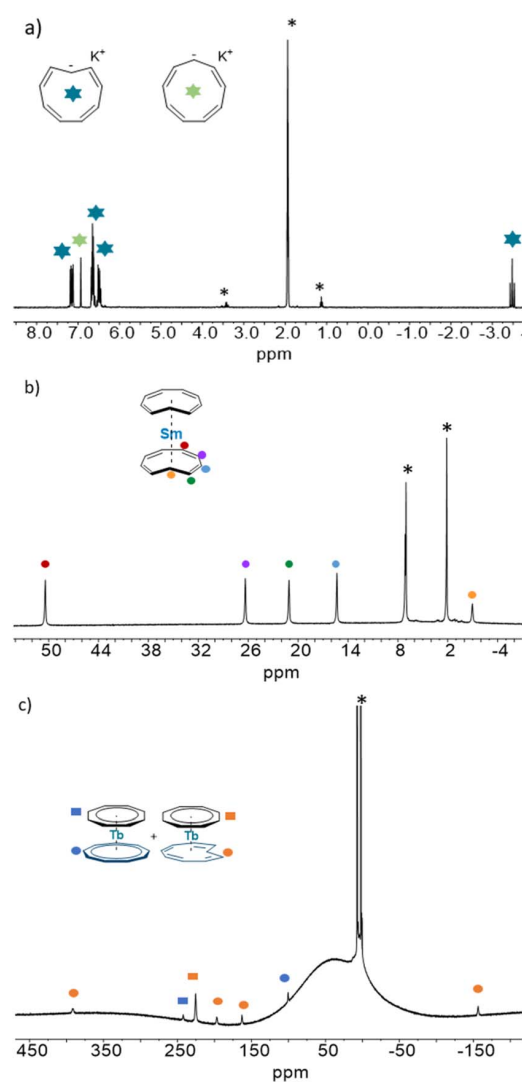 a)
K+
K+
-
-
*
*
*
8.0 7.0 6.0 5.0 4.0 3.0 2.0 1.0 0.0 -1.0 -2.0 -3.0
ppm
b)
Sm
*
*
50 44 38 32 26 20 14 8 2 -4
ppm
c)
*
Tb + Tb
450 350 250 150 50 -50 -150
ppm